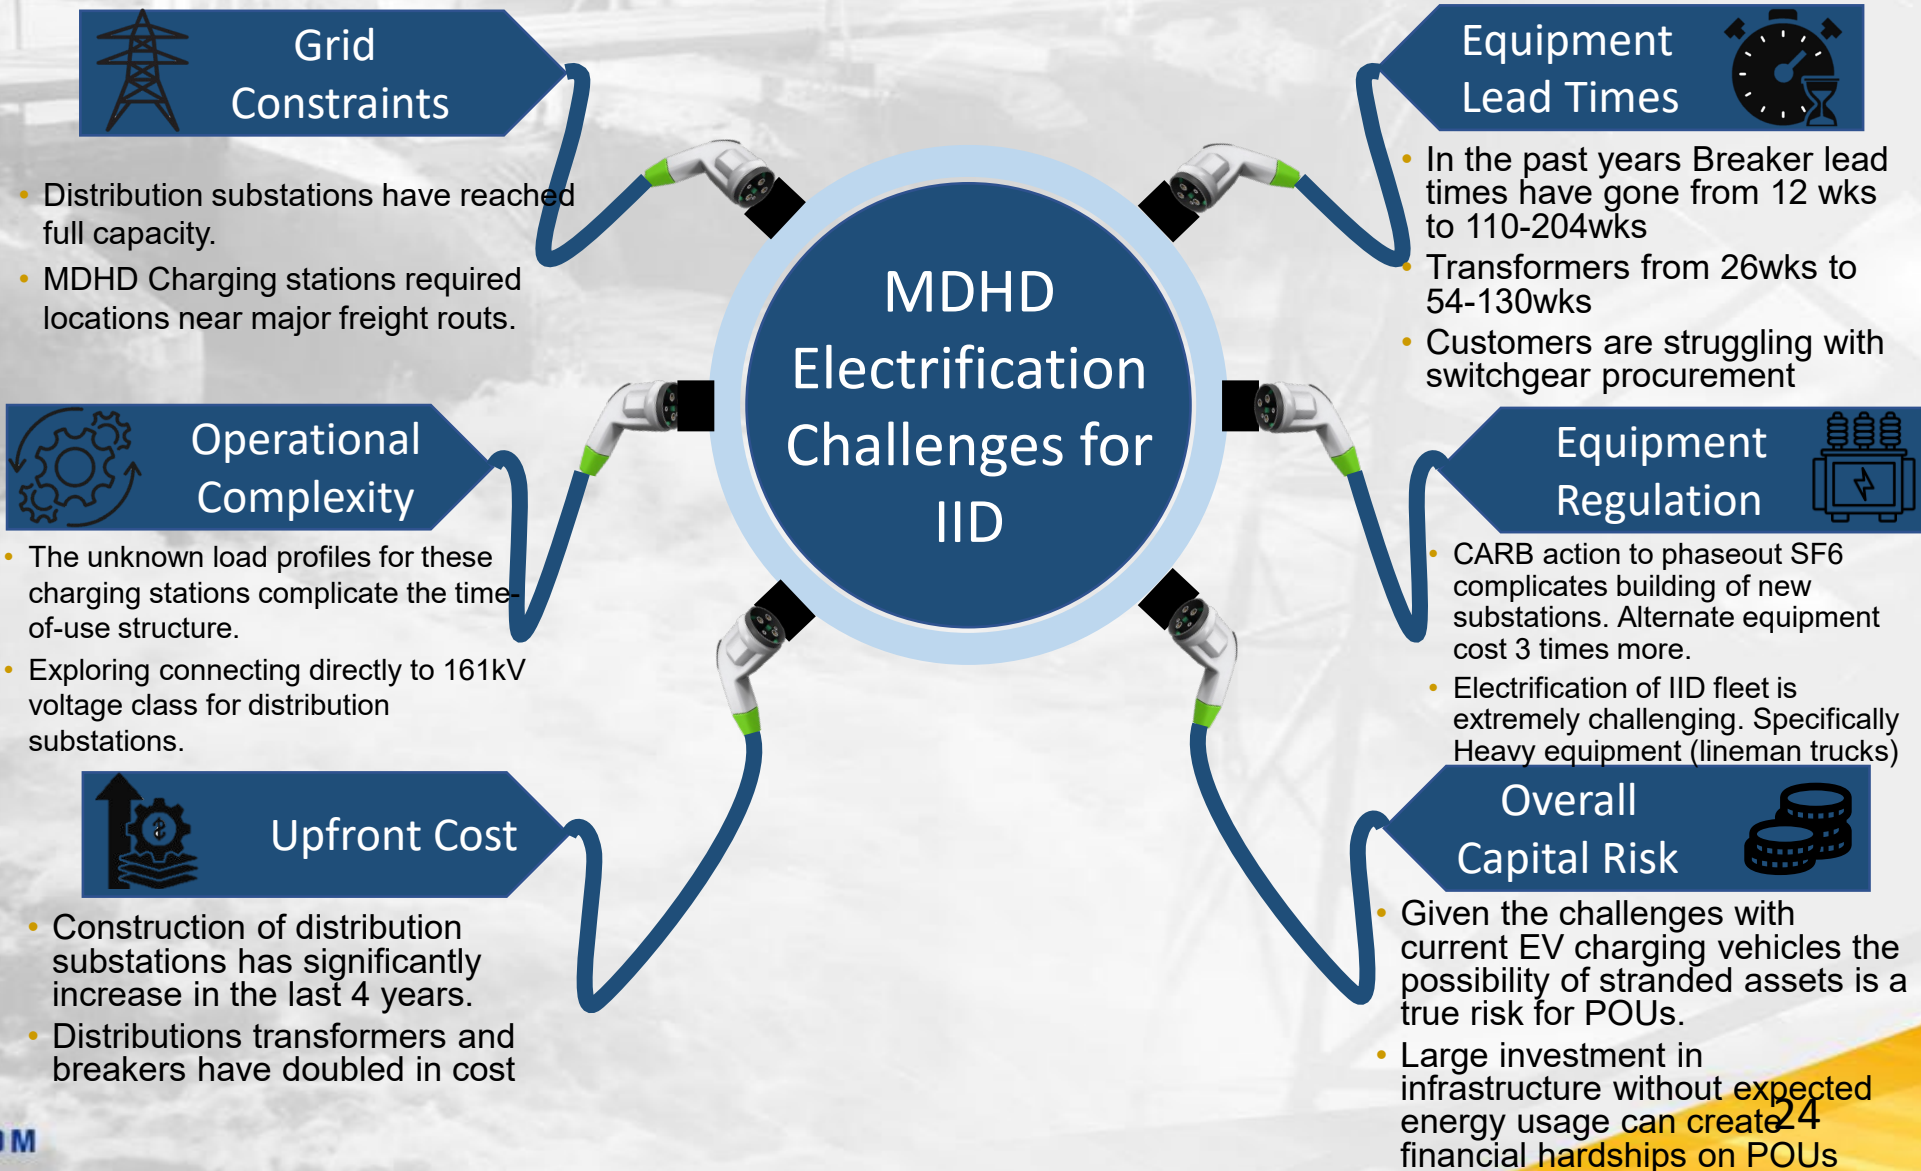 Grid
Constraints
Distribution substations have reached
full capacity.
MDHD Charging stations required
locations near major freight routs.
Operational
Complexity
The unknown load profiles for these
charging stations complicate the time-
of-use structure.
Exploring connecting directly to 161kV
voltage class for distribution
substations.
Upfront Cost
Construction of distribution
substations has significantly
increase in the last 4 years.
Distributions transformers and
breakers have doubled in cost
MDHD
Electrification
Challenges for
IID
Equipment
Lead Times
In the past years Breaker lead
times have gone from 12 wks
to 110-204wks
Transformers from 26wks to
54-130wks
Customers are struggling with
switchgear procurement
Equipment
Regulation
CARB action to phaseout SF6
complicates building of new
substations. Alternate equipment
cost 3 times more.
Electrification of IID fleet is
extremely challenging. Specifically
Heavy equipment (lineman trucks)
Overall
Capital Risk
Given the challenges with
current EV charging vehicles the
possibility of stranded assets is a
true risk for POUs.
Large investment in
infrastructure without expected
energy usage can create
financial hardships on POUs
24